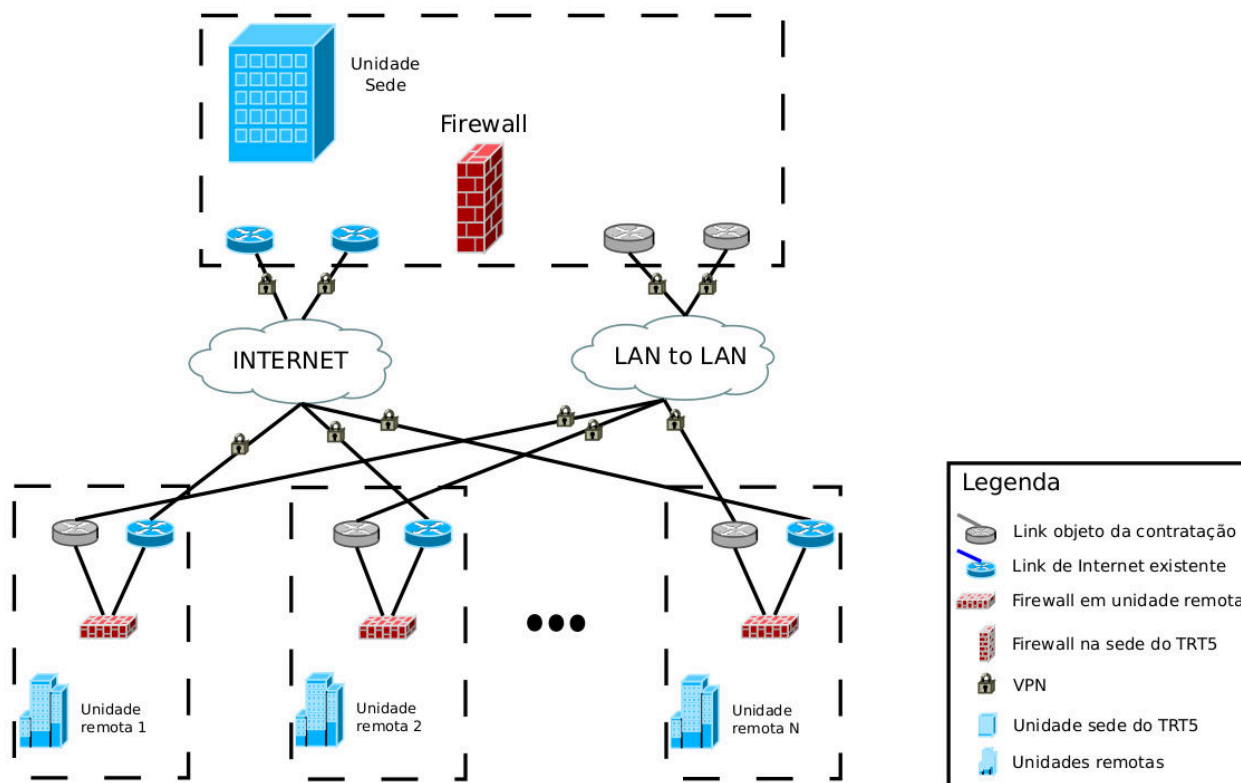 Unidade
Sede
Firewall
INTERNET
LAN to LAN
Unidade
remota 1
Unidade
remota 2
Unidade
remota N
Legenda
Link objeto da contratação
Link de Internet existente
Firewall em unidade remota
Firewall na sede do TRT5
VPN
Unidade sede do TRT5
Unidades remotas